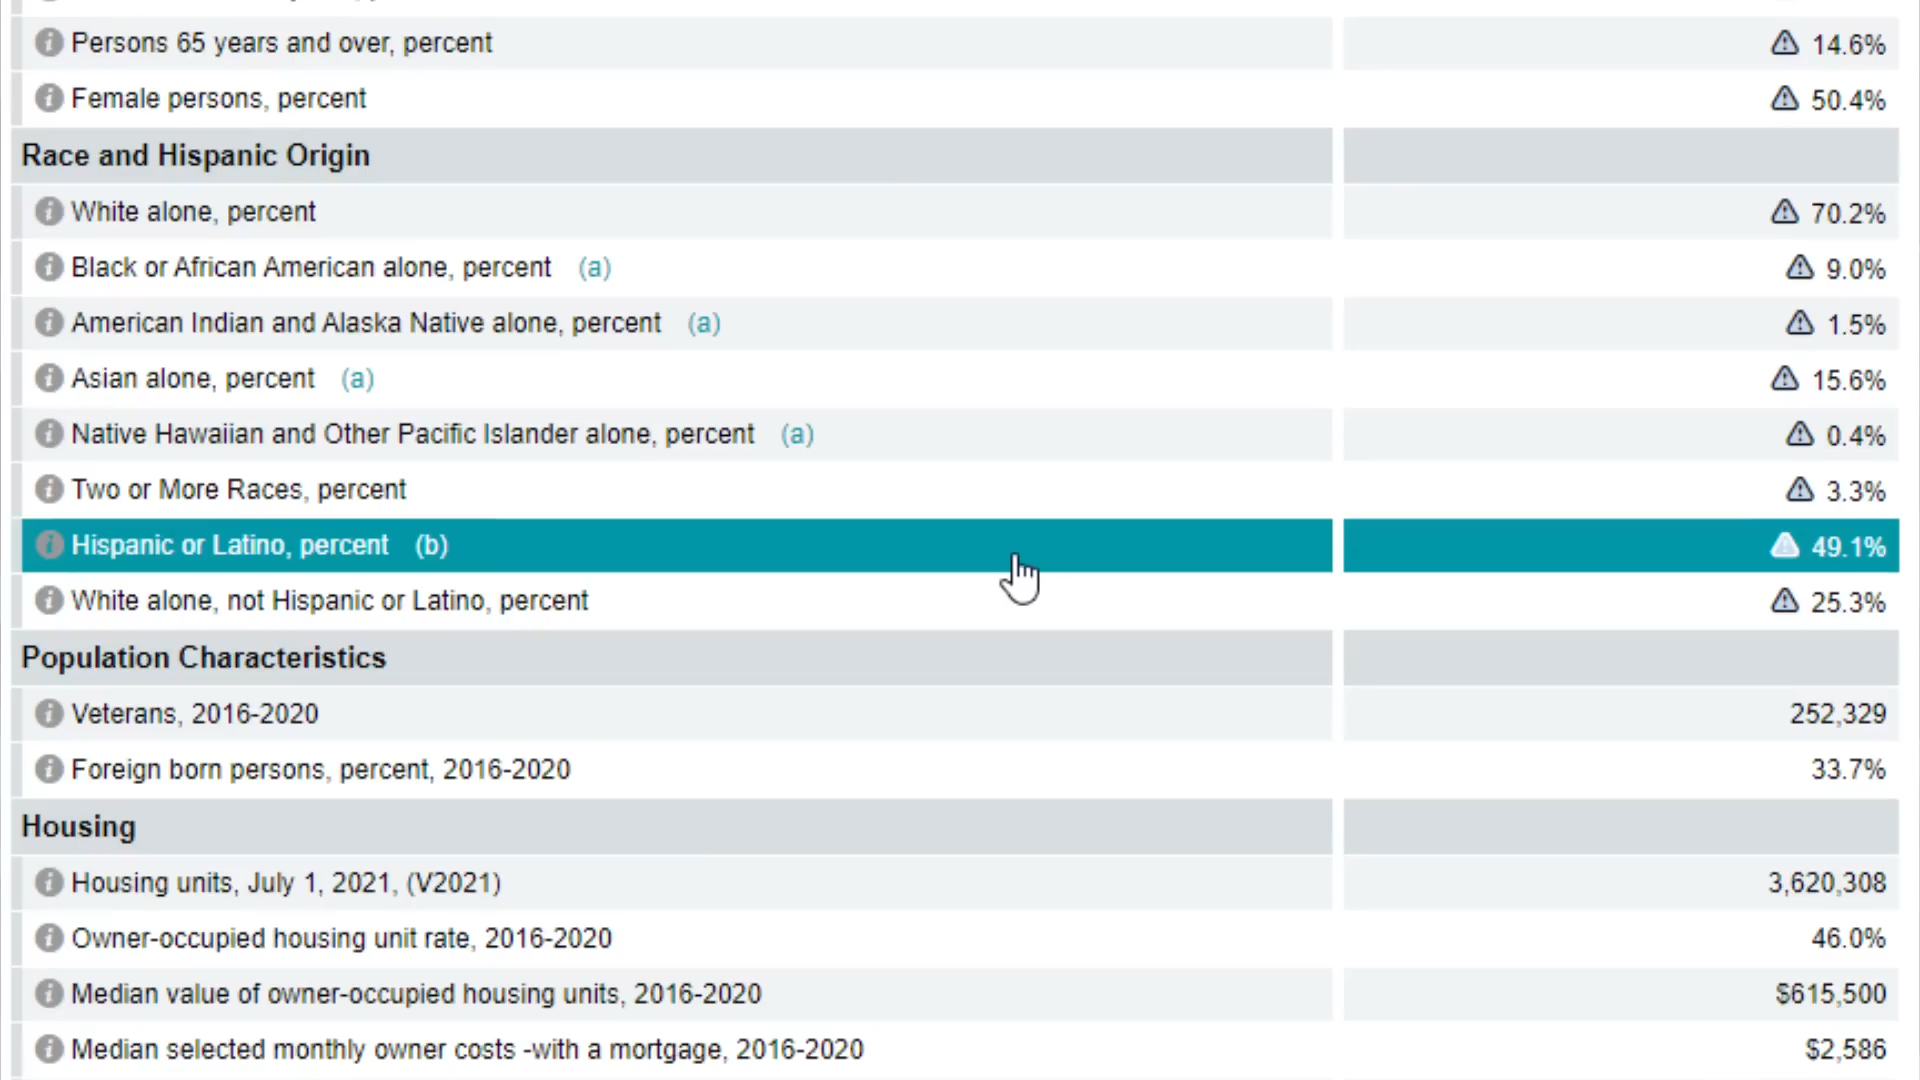 Persons 65 years and over, percent 14.6%
Female persons, percent 50.4%
Race and Hispanic Origin
White alone, percent 70.2%
Black or African American alone, percent (a) 9.0%
American Indian and Alaska Native alone, percent (a) 1.5%
Asian alone, percent (a) 15.6%
Native Hawaiian and Other Pacific Islander alone, percent (a) 0.4%
Two or More Races, percent 3.3%
Hispanic or Latino, percent (b) 49.1%
White alone, not Hispanic or Latino, percent 25.3%
Population Characteristics
Veterans, 2016-2020 252,329
Foreign born persons, percent, 2016-2020 33.7%
Housing
Housing units, July 1, 2021, (V2021) 3,620,308
Owner-occupied housing unit rate, 2016-2020 46.0%
Median value of owner-occupied housing units, 2016-2020 $615,500
Median selected monthly owner costs -with a mortgage, 2016-2020 $2,586